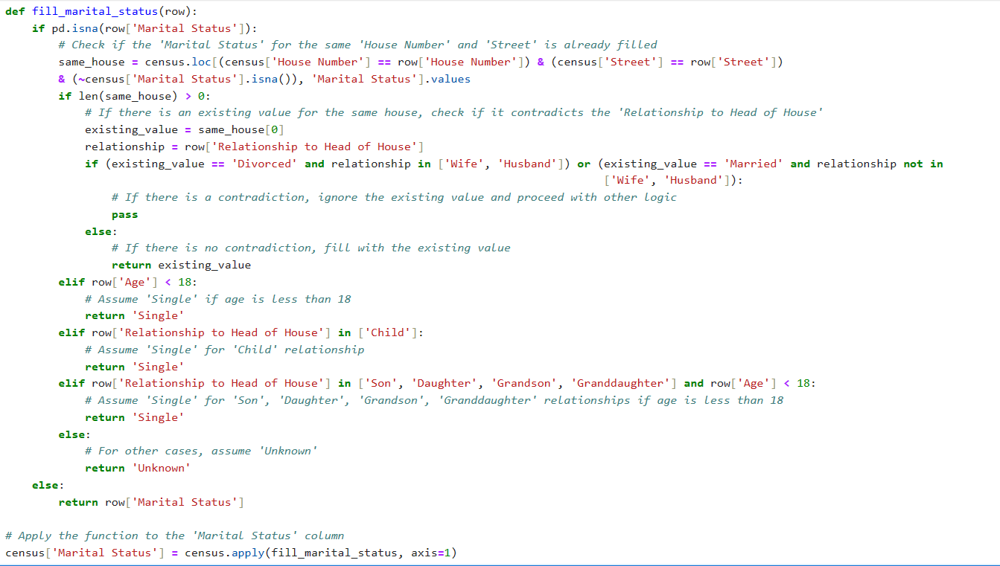 def fill_marital_status(row):
    if pd.isna(row['Marital Status']):
        # Check if the 'Marital Status' for the same 'House Number' and 'Street' is already filled
        same_house = census.loc[(census['House Number'] == row['House Number']) & (census['Street'] == row['Street'])
        & (~census['Marital Status'].isna()), 'Marital Status'].values
        if len(same_house) > 0:
            # If there is an existing value for the same house, check if it contradicts the 'Relationship to Head of House'
            existing_value = same_house[0]
            relationship = row['Relationship to Head of House']
            if (existing_value == 'Divorced' and relationship in ['Wife', 'Husband']) or (existing_value == 'Married' and relationship not in
                                                                                          ['Wife', 'Husband']):
                # If there is a contradiction, ignore the existing value and proceed with other logic
                pass
            else:
                # If there is no contradiction, fill with the existing value
                return existing_value
        elif row['Age'] < 18:
            # Assume 'Single' if age is less than 18
            return 'Single'
        elif row['Relationship to Head of House'] in ['Child']:
            # Assume 'Single' for 'Child' relationship
            return 'Single'
        elif row['Relationship to Head of House'] in ['Son', 'Daughter', 'Grandson', 'Granddaughter'] and row['Age'] < 18:
            # Assume 'Single' for 'Son', 'Daughter', 'Grandson', 'Granddaughter' relationships if age is less than 18
            return 'Single'
        else:
            # For other cases, assume 'Unknown'
            return 'Unknown'
    else:
        return row['Marital Status']

# Apply the function to the 'Marital Status' column
census['Marital Status'] = census.apply(fill_marital_status, axis=1)